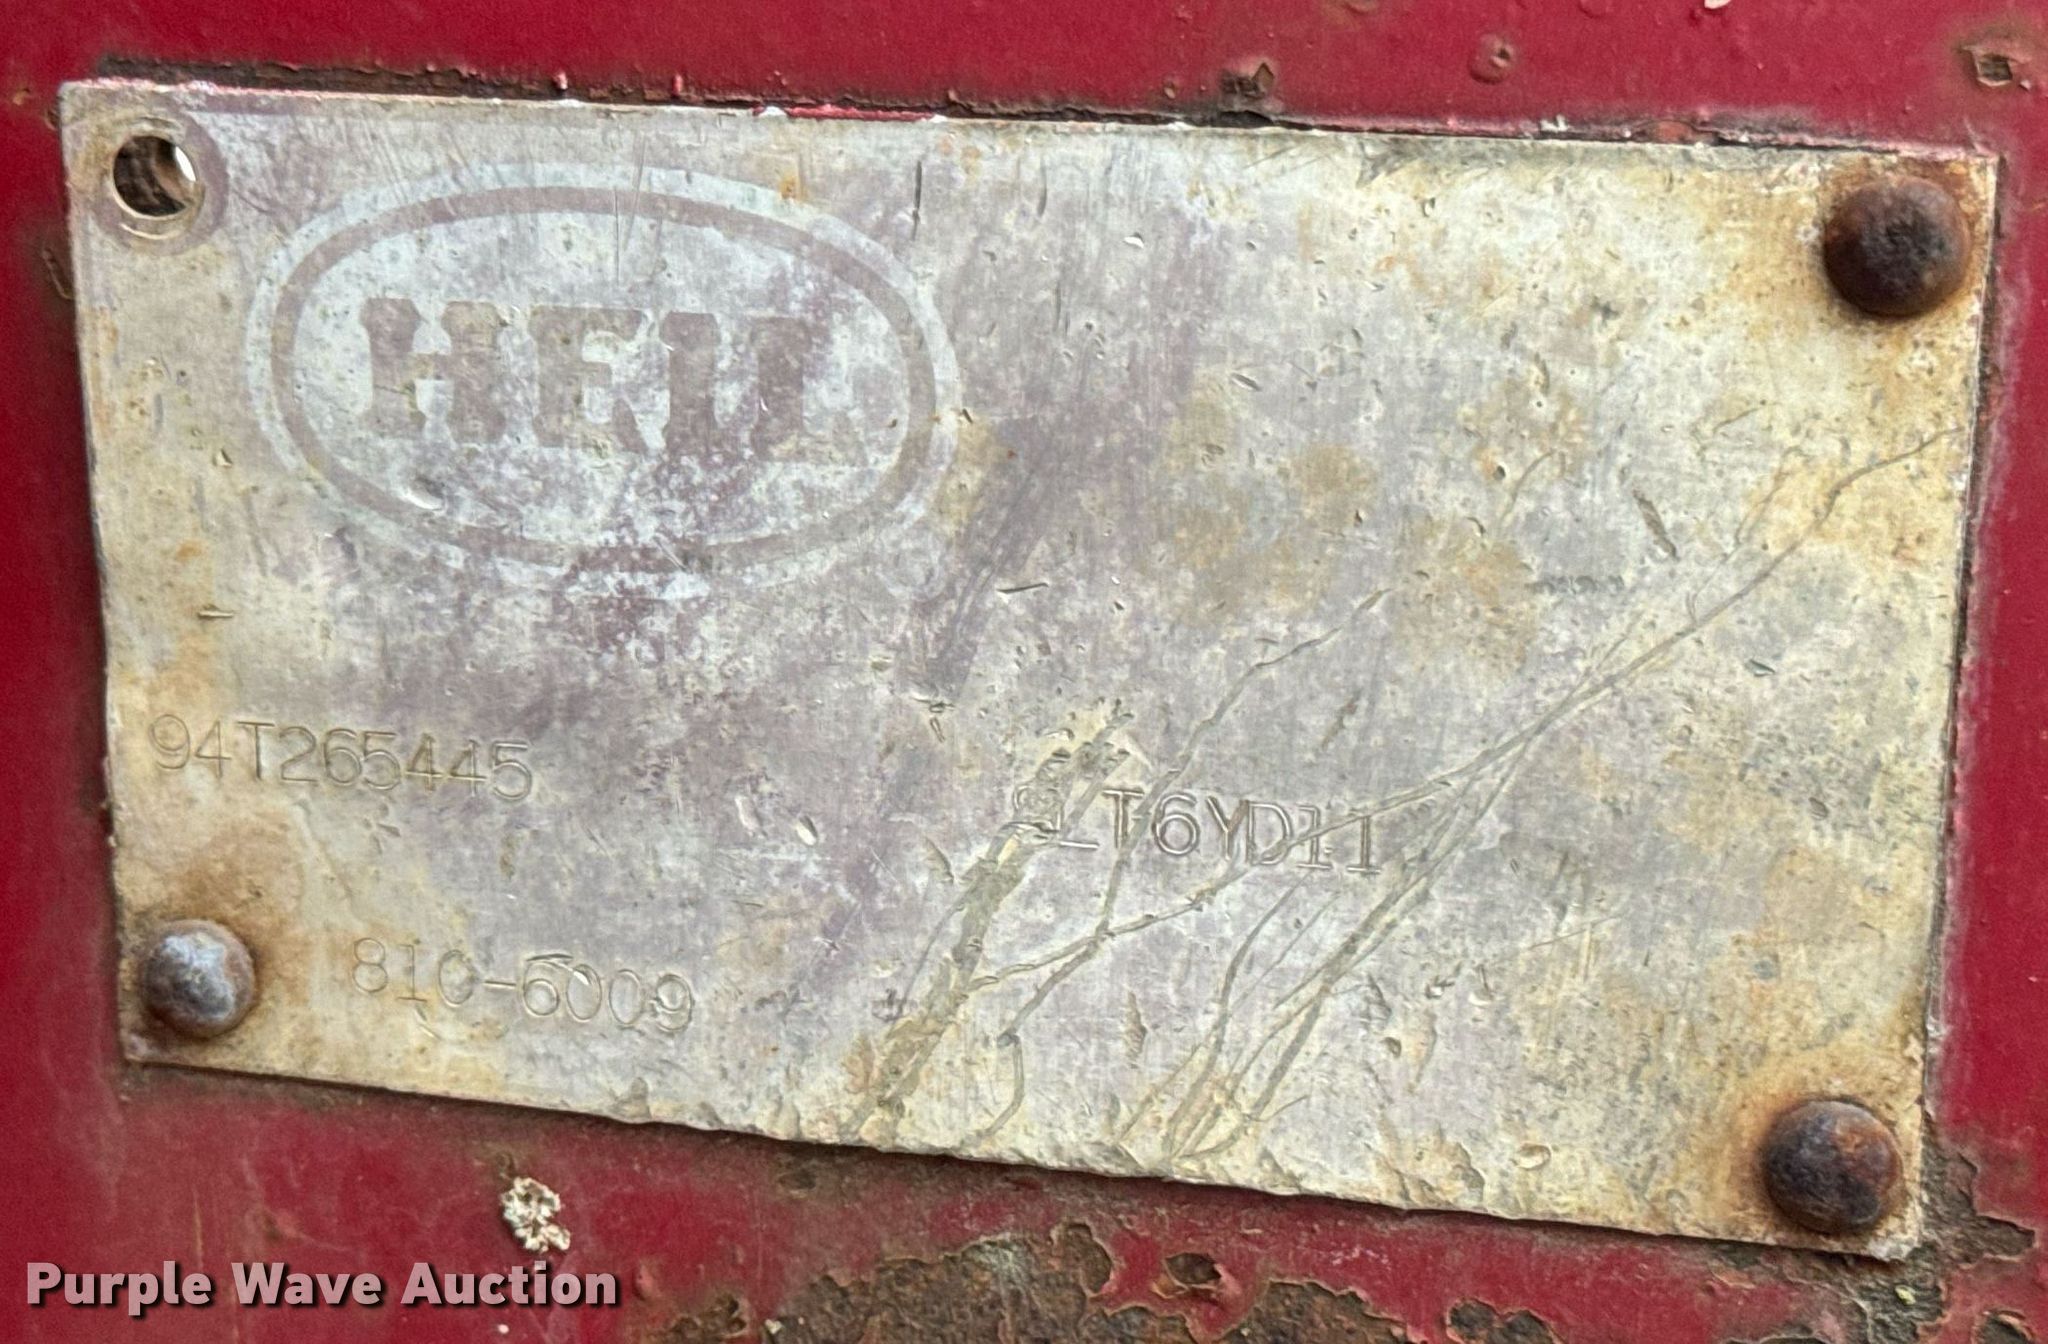 HEIL
94T265445
LT6YD11
810-6009
Purple Wave Auction